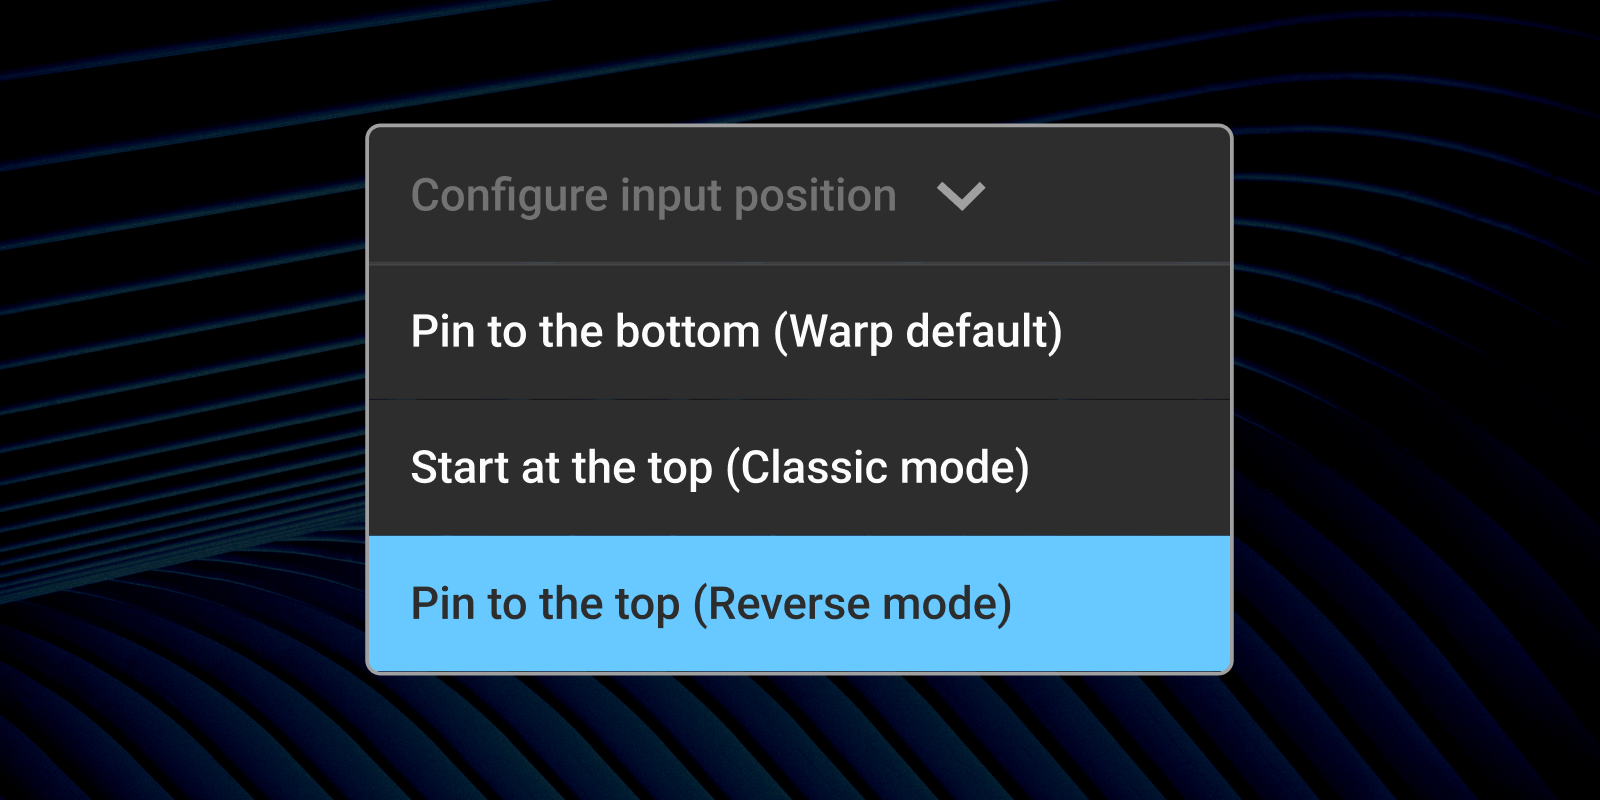 Configure input position
Pin to the bottom (Warp default)
Start at the top (Classic mode)
Pin to the top (Reverse mode)